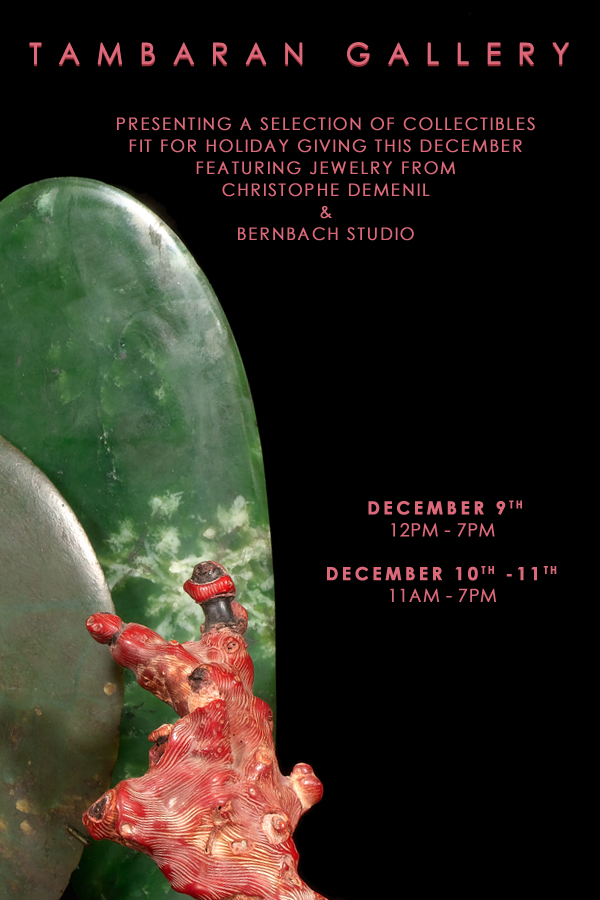 TAMBARAN GALLERY
PRESENTING A SELECTION OF COLLECTIBLES
FIT FOR HOLIDAY GIVING THIS DECEMBER
FEATURING JEWELRY FROM
CHRISTOPHE DEMENIL
&
BERNBACH STUDIO
DECEMBER 9TH
12PM - 7PM
DECEMBER 10TH -11TH
11AM - 7PM